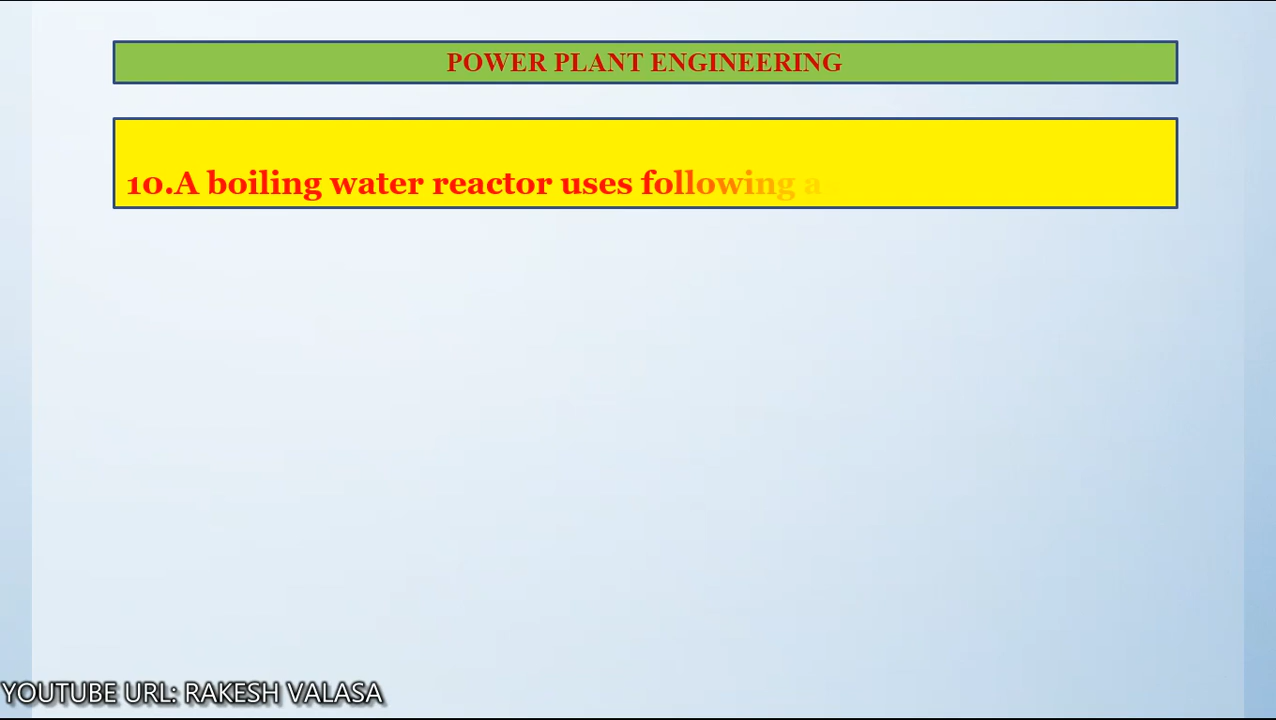 POWER PLANT ENGINEERING
10.A boiling water reactor uses following a
YOUTUBE URL: RAKESH VALASA